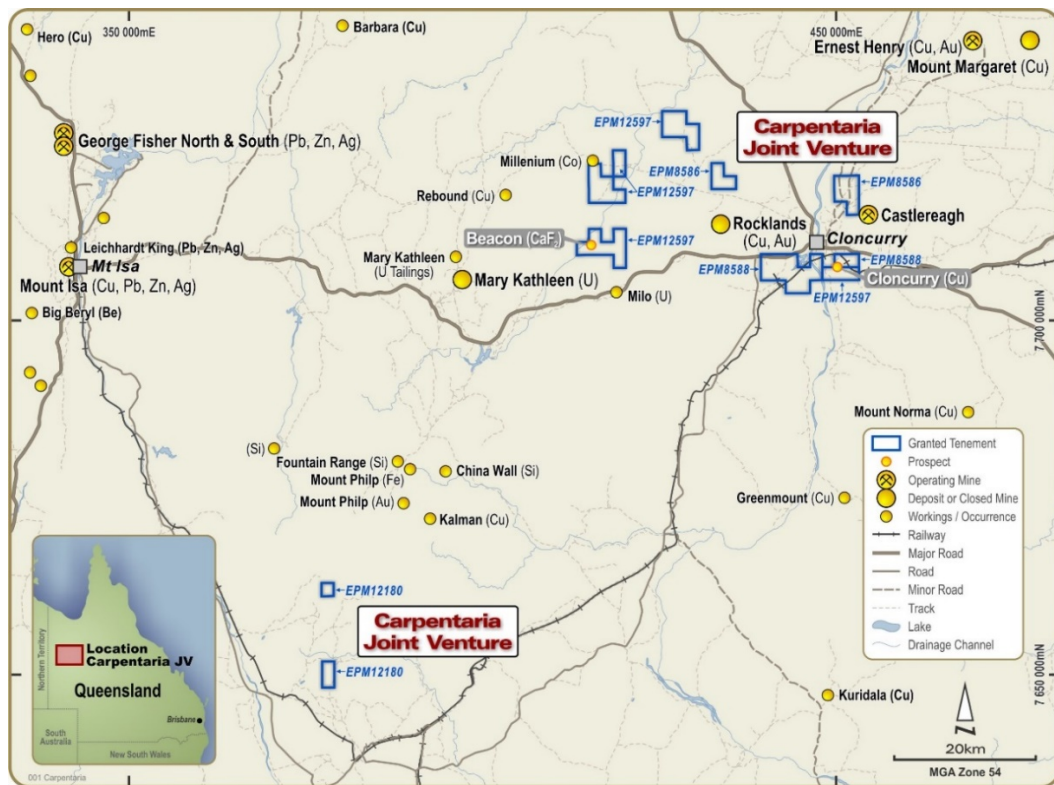 350 000mE
450 000mE
Hero (Cu)
Barbara (Cu)
Ernest Henry (Cu, Au)
Mount Margaret (Cu)
George Fisher North & South (Pb, Zn, Ag)
EPM12597
Carpentaria
Joint Venture
Millenium (Co)
EPM8586
EPM8586
Rebound (Cu)
EPM12597
Castlereagh
Rocklands
(Cu, Au)
Beacon (CaF₂)
EPM12597
Cloncurry
Leichhardt King (Pb, Zn, Ag)
Mary Kathleen
(U Tailings)
EPM8588
EPM8588
Mt Isa
Mount Isa (Cu, Pb, Zn, Ag)
Mary Kathleen (U)
Cloncurry (Cu)
Milo (U)
EPM12597
Big Beryl (Be)
7 700 000mN
Mount Norma (Cu)
(Si)
Fountain Range (Si)
Mount Philp (Fe)
China Wall (Si)
Mount Philp (Au)
Kalman (Cu)
Greenmount (Cu)
Granted Tenement
Prospect
Operating Mine
Deposit or Closed Mine
Workings / Occurrence
Railway
Major Road
Road
Minor Road
Track
Lake
Drainage Channel
EPM12180
Carpentaria
Joint Venture
EPM12180
7 650 000mN
Kuridala (Cu)
Location
Carpentaria JV
Northern Territory
Queensland
Brisbane
South
Australia
New South Wales
N
20km
MGA Zone 54
001 Carpentaria